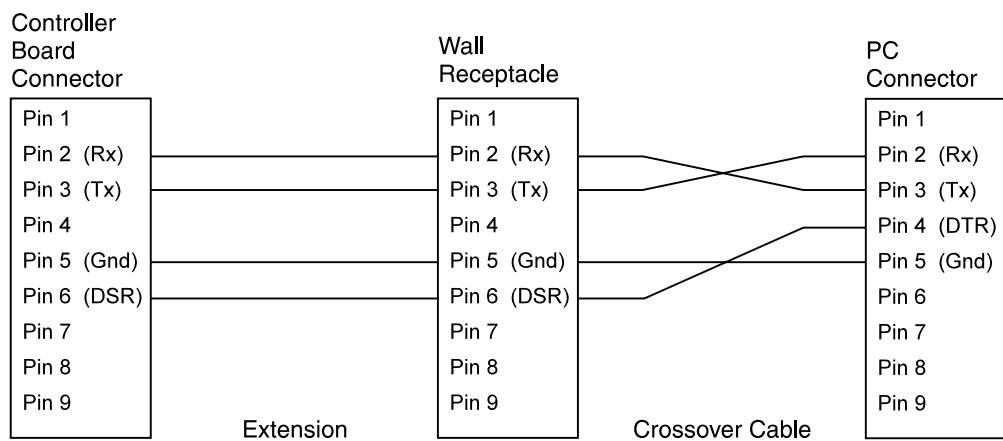 Controller
Board
Connector
Wall
Receptacle
PC
Connector
Pin 1
Pin 2 (Rx)
Pin 3 (Tx)
Pin 4
Pin 5 (Gnd)
Pin 6 (DSR)
Pin 7
Pin 8
Pin 9
Pin 1
Pin 2 (Rx)
Pin 3 (Tx)
Pin 4
Pin 5 (Gnd)
Pin 6 (DSR)
Pin 7
Pin 8
Pin 9
Pin 1
Pin 2 (Rx)
Pin 3 (Tx)
Pin 4 (DTR)
Pin 5 (Gnd)
Pin 6
Pin 7
Pin 8
Pin 9
Extension
Crossover Cable